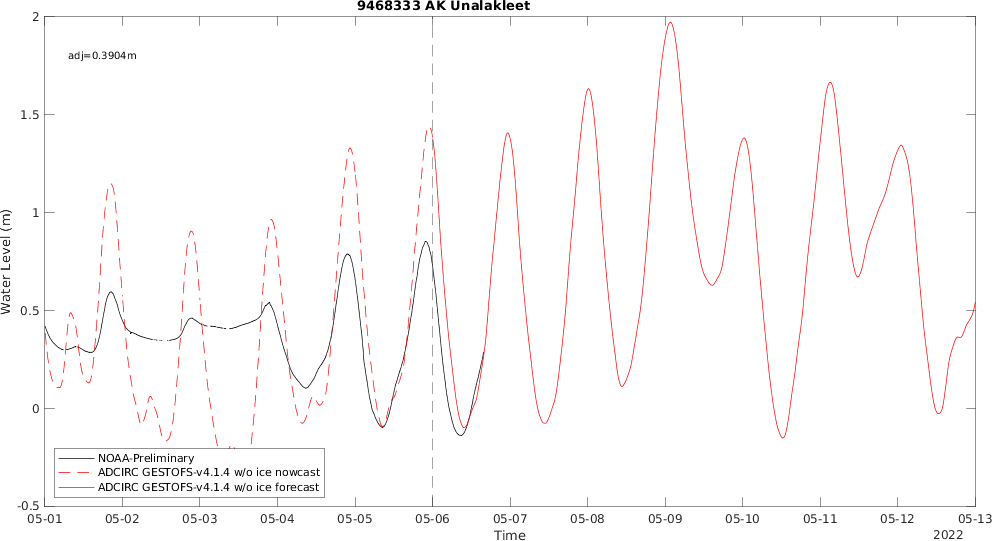 9468333 AK Unalakleet
adj=0.3904m
2
1.5
1
0.5
0
-0.5
Water Level (m)
NOAA-Preliminary
ADCIRC GESTOFS-v4.1.4 w/o ice nowcast
ADCIRC GESTOFS-v4.1.4 w/o ice forecast
05-01 05-02 05-03 05-04 05-05 05-06 05-07 05-08 05-09 05-10 05-11 05-12 05-13
Time
2022